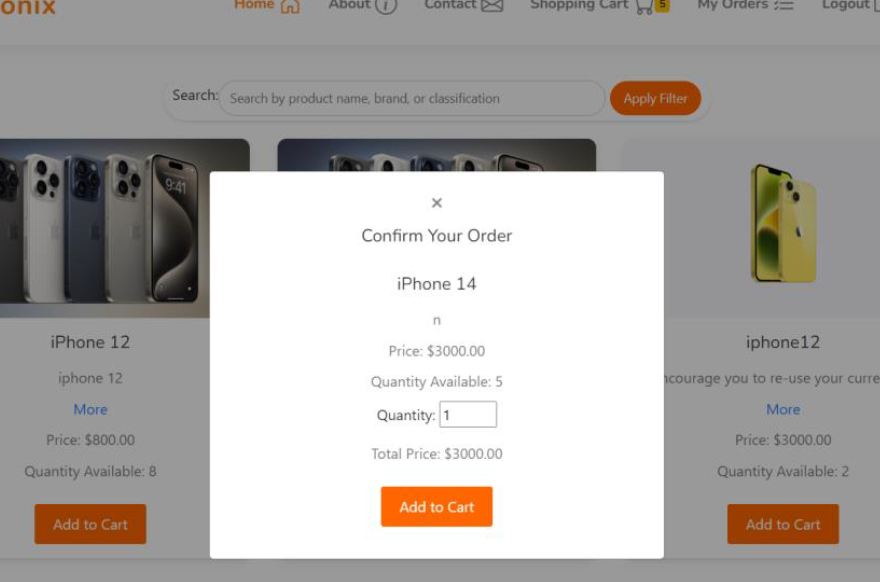 onix
Home About i Contact Shopping Cart 5 My Orders Logout
Search: Search by product name, brand, or classification Apply Filter
9:41
×
Confirm Your Order
iPhone 14
n
Price: $3000.00
Quantity Available: 5
Quantity: 1
Total Price: $3000.00
Add to Cart
iPhone 12
iphone 12
More
Price: $800.00
Quantity Available: 8
Add to Cart
iphone12
ncourage you to re-use your curre
More
Price: $3000.00
Quantity Available: 2
Add to Cart